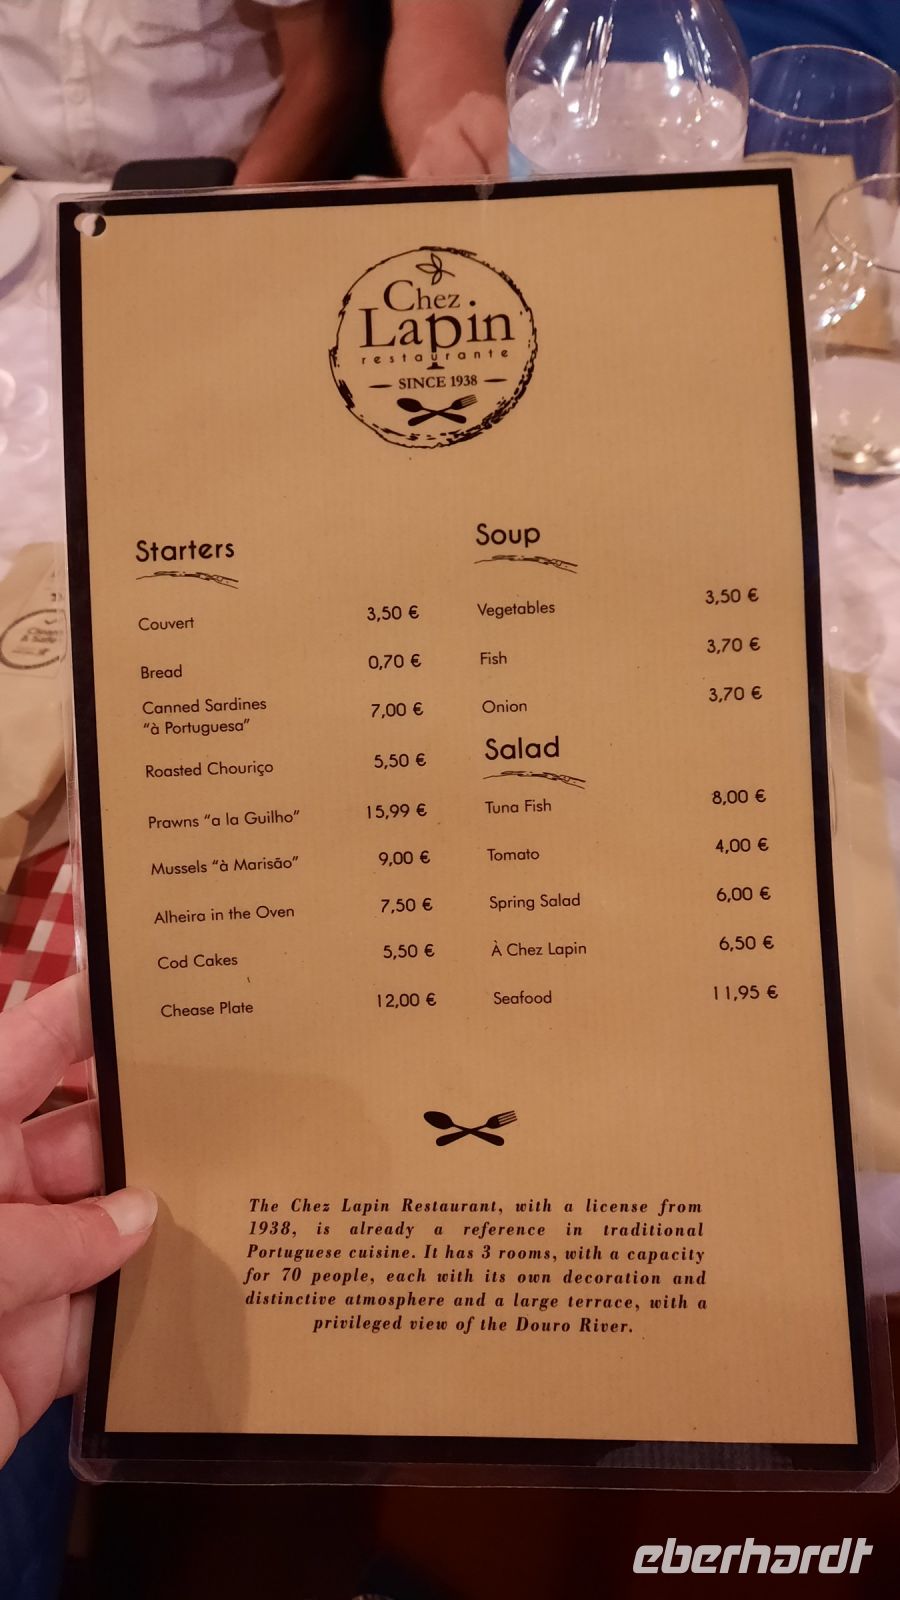 Chez
Lapin
restaurante
SINCE 1938
Starters
Couvert 3,50 €
Bread 0,70 €
Canned Sardines
"à Portuguesa" 7,00 €
Roasted Chouriço 5,50 €
Prawns "a la Guilho" 15,99 €
Mussels "à Marisão" 9,00 €
Alheira in the Oven 7,50 €
Cod Cakes 5,50 €
Chease Plate 12,00 €
Soup
Vegetables 3,50 €
Fish 3,70 €
Onion 3,70 €
Salad
Tuna Fish 8,00 €
Tomato 4,00 €
Spring Salad 6,00 €
À Chez Lapin 6,50 €
Seafood 11,95 €
The Chez Lapin Restaurant, with a license from
1938, is already a reference in traditional
Portuguese cuisine. It has 3 rooms, with a capacity
for 70 people, each with its own decoration and
distinctive atmosphere and a large terrace, with a
privileged view of the Douro River.
Clean
& Safe
eberhardt